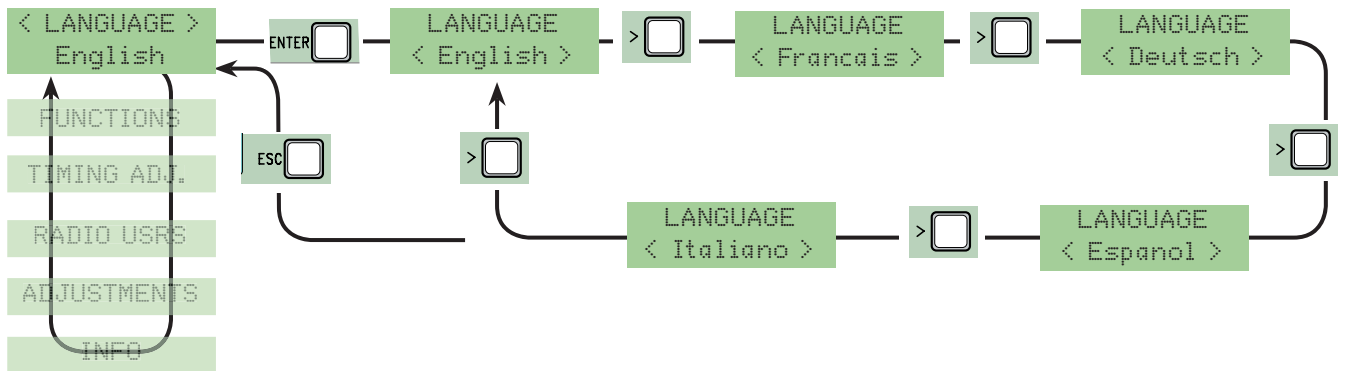 < LANGUAGE >
English
ENTER
LANGUAGE
< English >
>
LANGUAGE
< Francais >
>
LANGUAGE
< Deutsch >
FUNCTIONS
TIMING ADJ.
ESC
>
>
RADIO USRS
LANGUAGE
< Italiano >
>
LANGUAGE
< Espanol >
ADJUSTMENTS
INFO